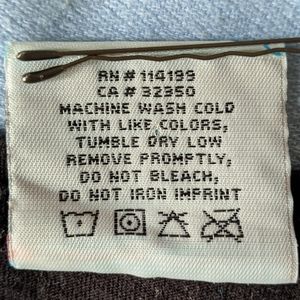 RN # 114199
CA # 32350
MACHINE WASH COLD
WITH LIKE COLORS,
TUMBLE DRY LOW
REMOVE PROMPTLY,
DO NOT BLEACH,
DO NOT IRON IMPRINT